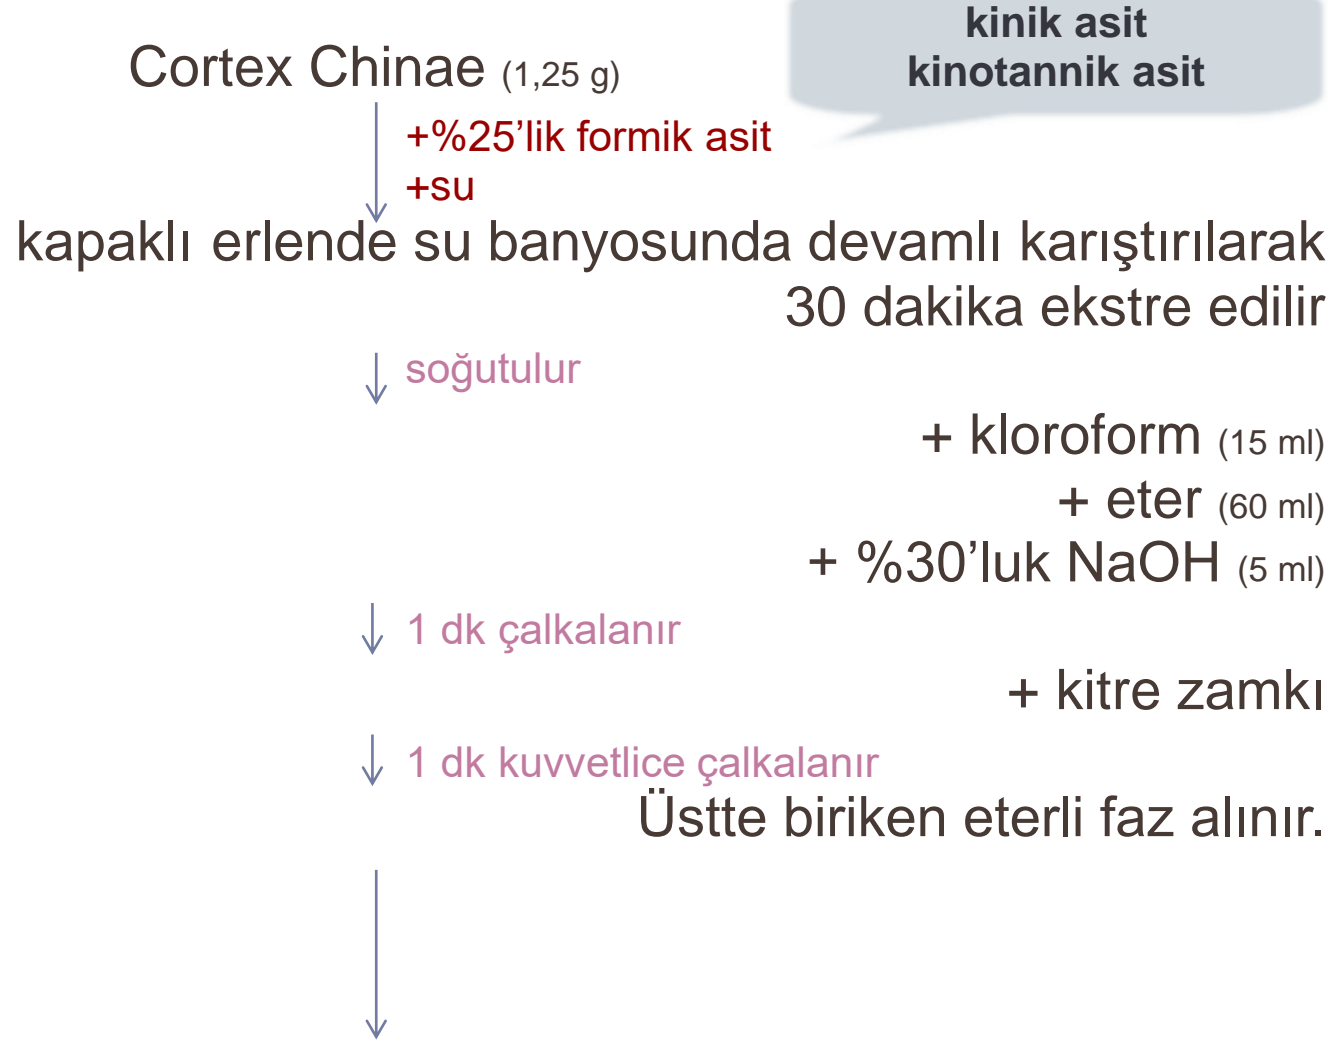 kinik asit
kinotannik asit
Cortex Chinae (1,25 g)
+%25’lik formik asit
+su
kapaklı erlende su banyosunda devamlı karıştırılarak
30 dakika ekstre edilir
soğutulur
+ kloroform (15 ml)
+ eter (60 ml)
+ %30’luk NaOH (5 ml)
1 dk çalkalanır
+ kitre zamkı
1 dk kuvvetlice çalkalanır
Üstte biriken eterli faz alınır.